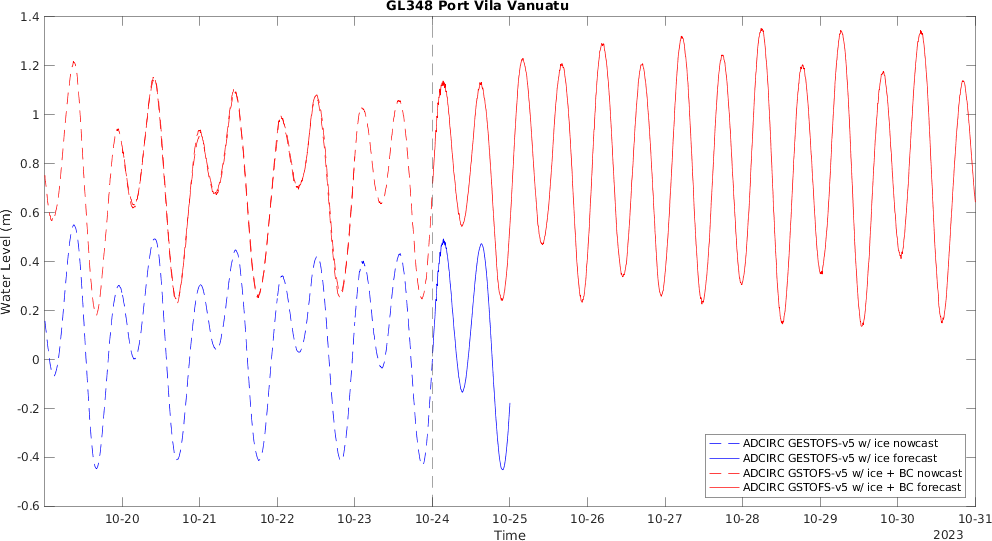 GL348 Port Vila Vanuatu
1.4
1.2
1
0.8
0.6
0.4
0.2
0
-0.2
-0.4
-0.6
Water Level (m)
ADCIRC GESTOFS-v5 w/ ice nowcast
ADCIRC GESTOFS-v5 w/ ice forecast
ADCIRC GSTOFS-v5 w/ ice + BC nowcast
ADCIRC GSTOFS-v5 w/ ice + BC forecast
10-20 10-21 10-22 10-23 10-24 10-25 10-26 10-27 10-28 10-29 10-30 10-31
Time
2023